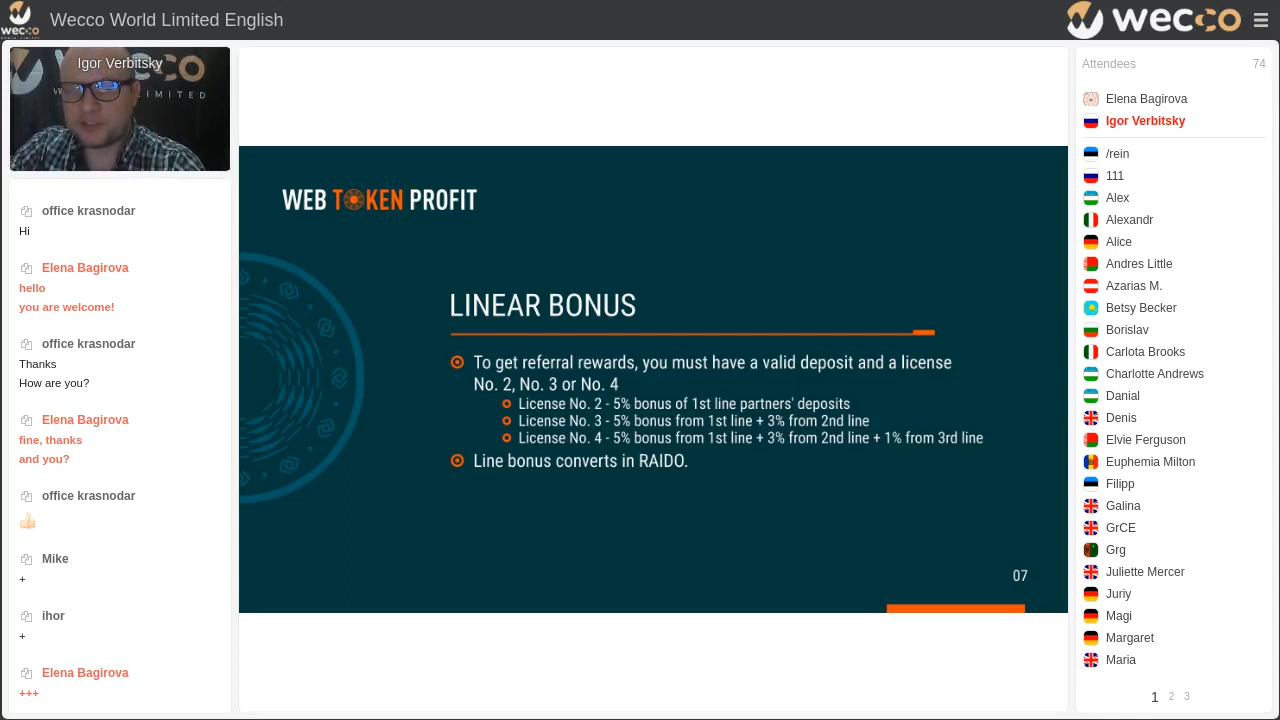 wecco
Wecco World Limited English
wecco
Igor Verbitsky
LIMITED
office krasnodar
Hi
Elena Bagirova
hello
you are welcome!
office krasnodar
Thanks
How are you?
Elena Bagirova
fine, thanks
and you?
office krasnodar
Mike
+
ihor
+
Elena Bagirova
+++
WEB TOKEN PROFIT
LINEAR BONUS
To get referral rewards, you must have a valid deposit and a license
No. 2, No. 3 or No. 4
License No. 2 - 5% bonus of 1st line partners' deposits
License No. 3 - 5% bonus from 1st line + 3% from 2nd line
License No. 4 - 5% bonus from 1st line + 3% from 2nd line + 1% from 3rd line
Line bonus converts in RAIDO.
07
Attendees 74
Elena Bagirova
Igor Verbitsky
/rein
111
Alex
Alexandr
Alice
Andres Little
Azarias M.
Betsy Becker
Borislav
Carlota Brooks
Charlotte Andrews
Danial
Denis
Elvie Ferguson
Euphemia Milton
Filipp
Galina
GrCE
Grg
Juliette Mercer
Juriy
Magi
Margaret
Maria
1 2 3